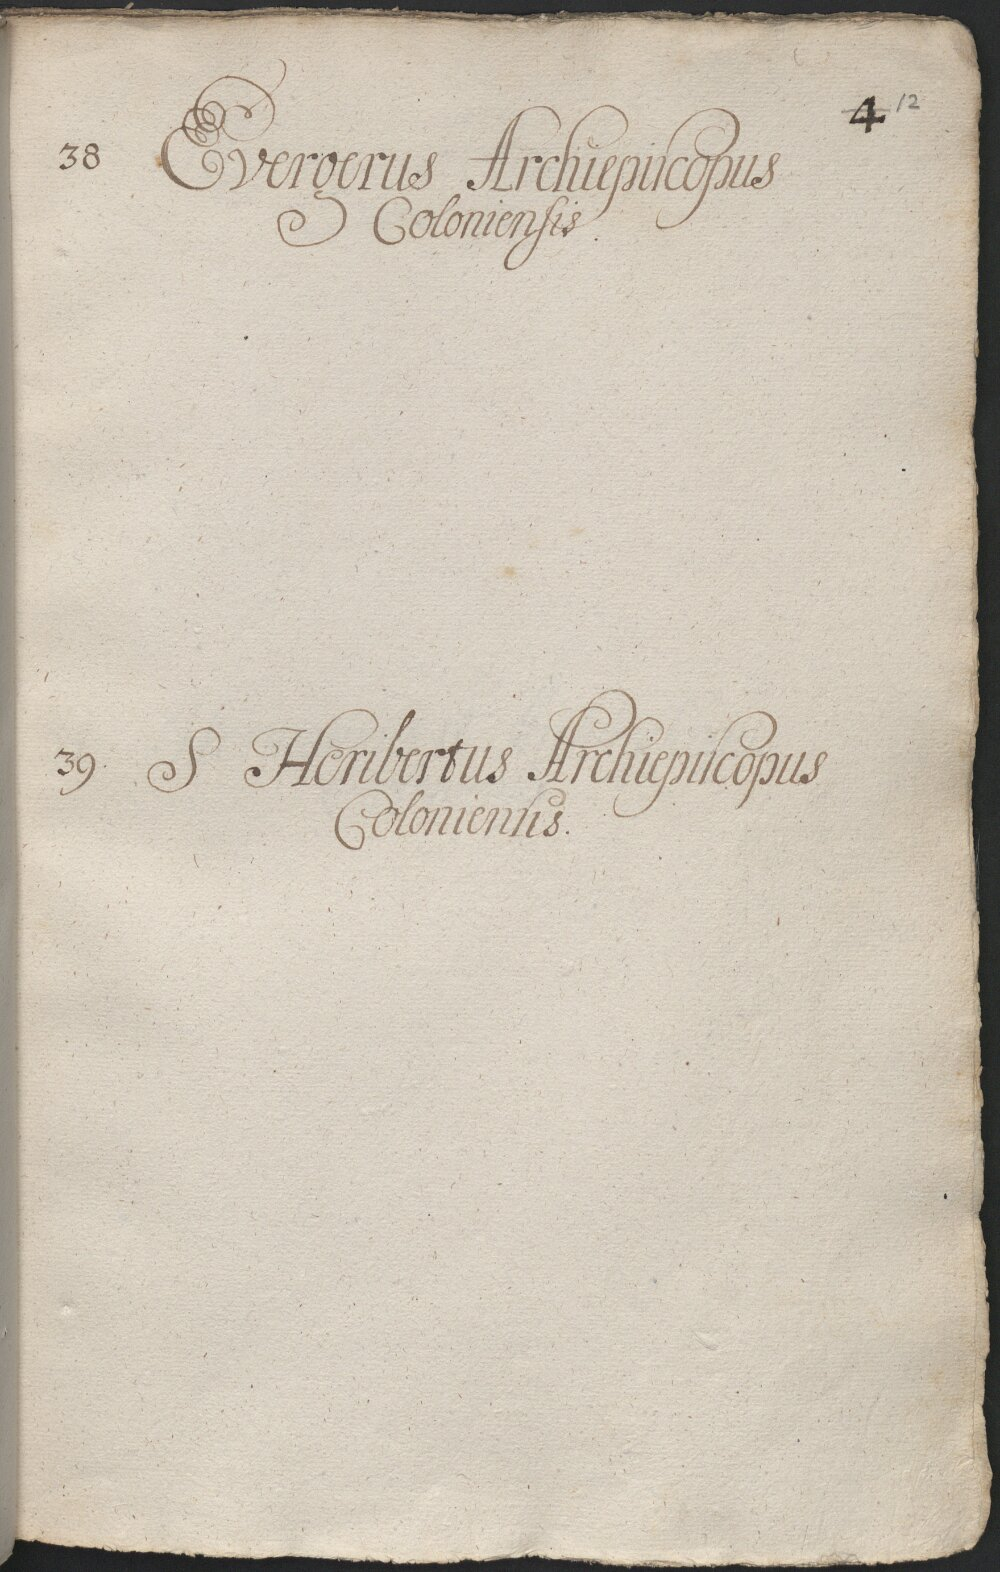 4 12
38 Evergerus Archiepiscopus
Coloniensis.
39. S Heribertus Archiepiscopus
Coloniensis.